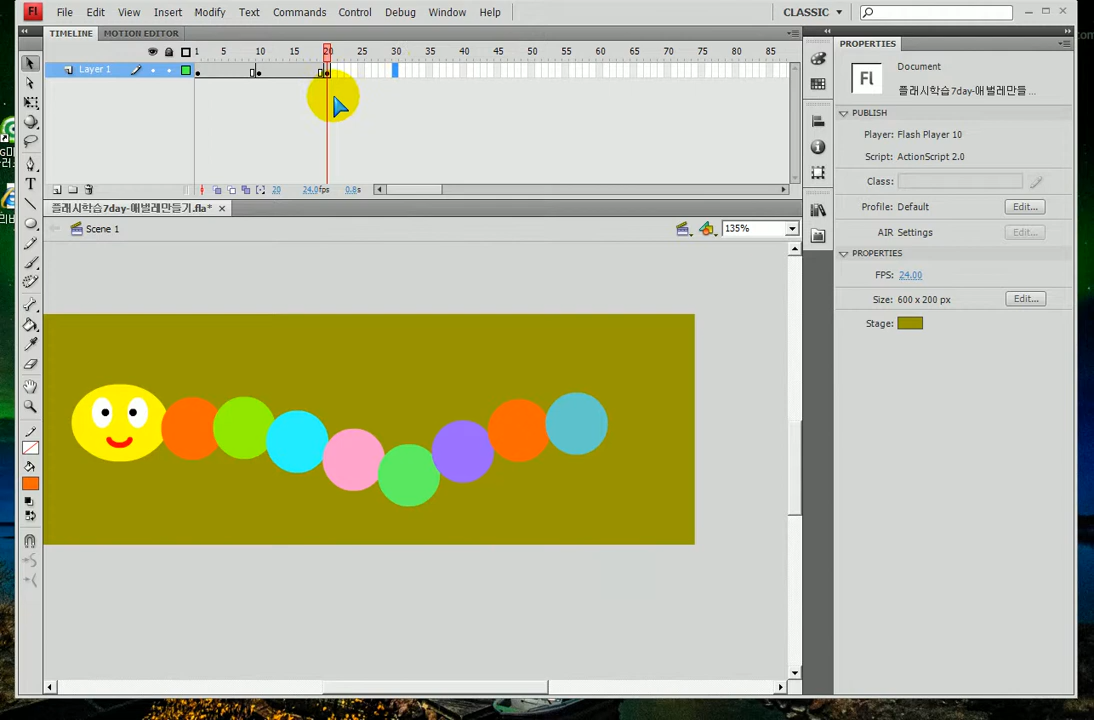 Fl File Edit View Insert Modify Text Commands Control Debug Window Help CLASSIC
TIMELINE MOTION EDITOR
1 5 10 15 20 25 30 35 40 45 50 55 60 65 70 75 80 85
Layer 1
20 24.0fps 0.8s
플래시학습7day-애벌레만들기.fla*
Scene 1 135%
PROPERTIES
Fl Document
플래시학습7day-애벌레만들 ...
PUBLISH
Player: Flash Player 10
Script: ActionScript 2.0
Class:
Profile: Default Edit...
AIR Settings Edit...
PROPERTIES
FPS: 24.00
Size: 600 x 200 px Edit...
Stage: